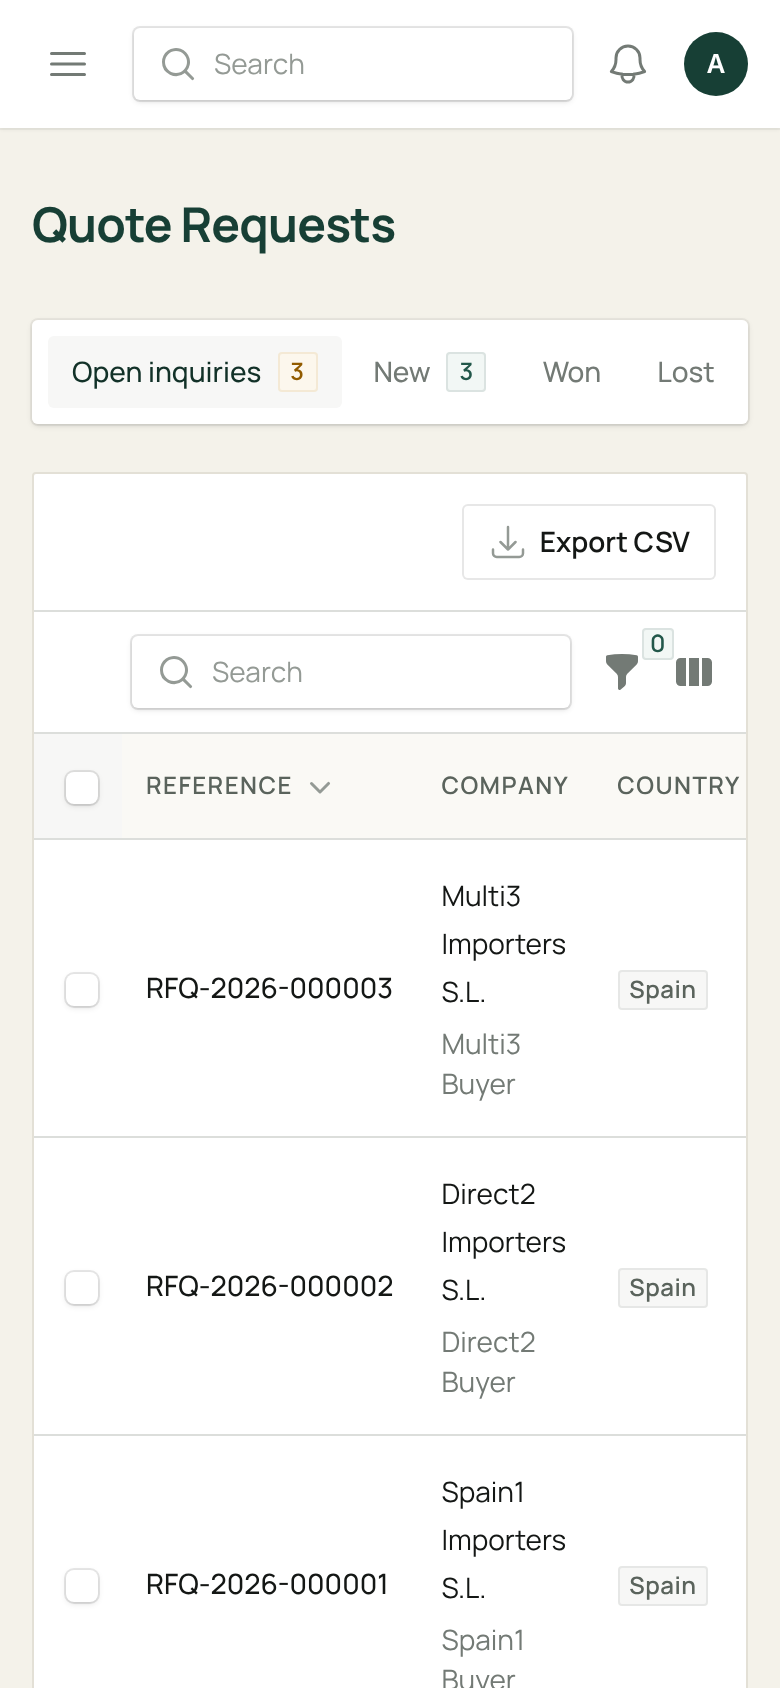 Search
A
Quote Requests
Open inquiries 3 New 3 Won Lost
Export CSV
Search 0
REFERENCE COMPANY COUNTRY
RFQ-2026-000003
Multi3
Importers
S.L.
Multi3
Buyer
Spain
RFQ-2026-000002
Direct2
Importers
S.L.
Direct2
Buyer
Spain
RFQ-2026-000001
Spain1
Importers
S.L.
Spain1
Buyer
Spain